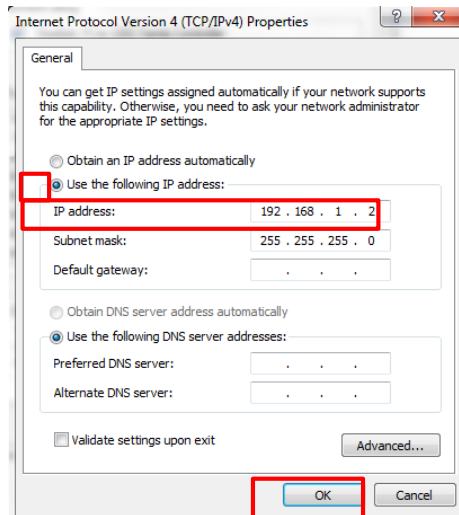 Internet Protocol Version 4 (TCP/IPv4) Properties
General
You can get IP settings assigned automatically if your network supports
this capability. Otherwise, you need to ask your network administrator
for the appropriate IP settings.
Obtain an IP address automatically
Use the following IP address:
IP address: 192 . 168 . 1 . 2
Subnet mask: 255 . 255 . 255 . 0
Default gateway: . . .
Obtain DNS server address automatically
Use the following DNS server addresses:
Preferred DNS server: . . .
Alternate DNS server: . . .
Validate settings upon exit
Advanced...
OK Cancel